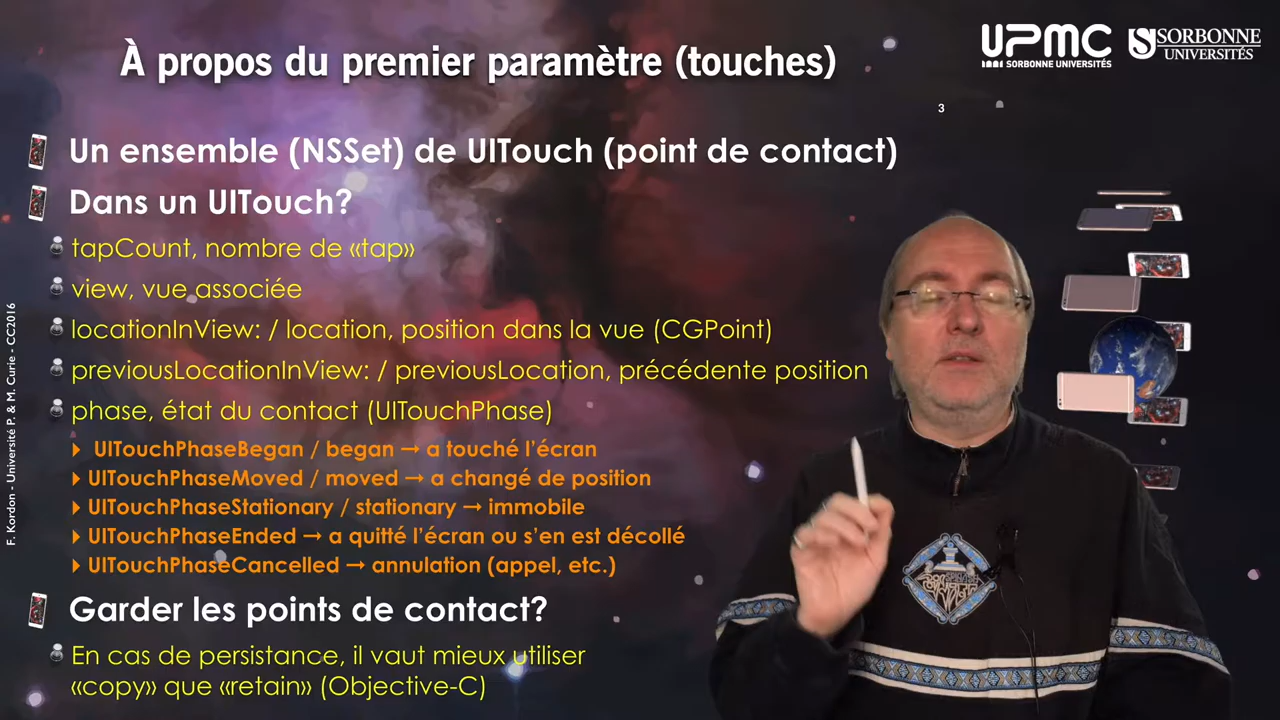 À propos du premier paramètre (touches)
UPMC
SORBONNE UNIVERSITÉS
SORBONNE
UNIVERSITÉS
3
Un ensemble (NSSet) de UITouch (point de contact)
Dans un UITouch?
tapCount, nombre de «tap»
view, vue associée
locationInView: / location, position dans la vue (CGPoint)
previousLocationInView: / previousLocation, précédente position
phase, état du contact (UITouchPhase)
UITouchPhaseBegan / began → a touché l'écran
UITouchPhaseMoved / moved → a changé de position
UITouchPhaseStationary / stationary → immobile
UITouchPhaseEnded → a quitté l'écran ou s'en est décollé
UITouchPhaseCancelled → annulation (appel, etc.)
Garder les points de contact?
En cas de persistance, il vaut mieux utiliser
«copy» que «retain» (Objective-C)
F. Kordon - Université P. & M. Curie - CC2016